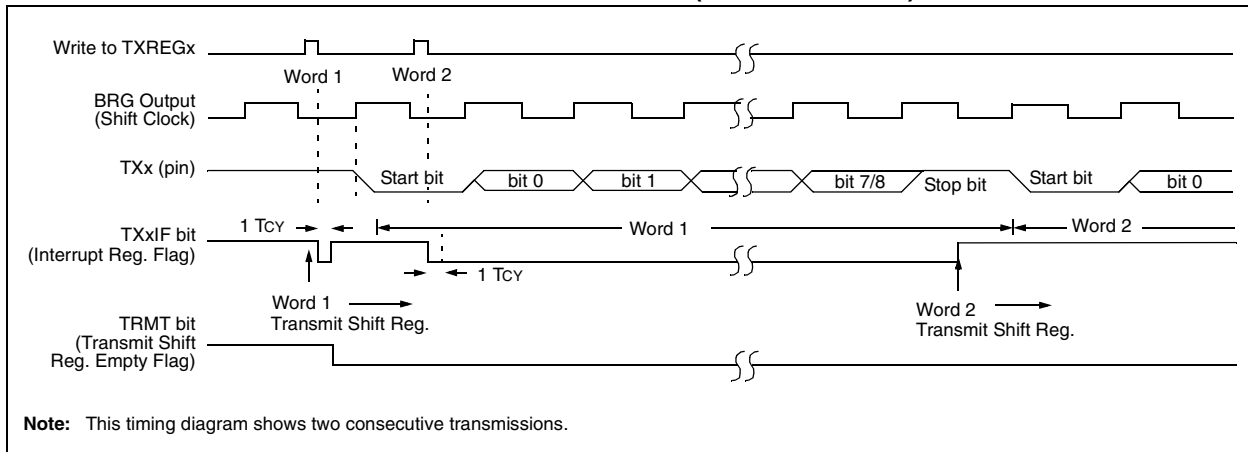 Write to TXREGx
Word 1
Word 2
BRG Output
(Shift Clock)
TXx (pin)
Start bit
bit 0
bit 1
bit 7/8
Stop bit
Start bit
bit 0
1 TCY
Word 1
Word 2
TXxIF bit
(Interrupt Reg. Flag)
1 TCY
Word 1
Transmit Shift Reg.
Word 2
Transmit Shift Reg.
TRMT bit
(Transmit Shift
Reg. Empty Flag)
Note: This timing diagram shows two consecutive transmissions.